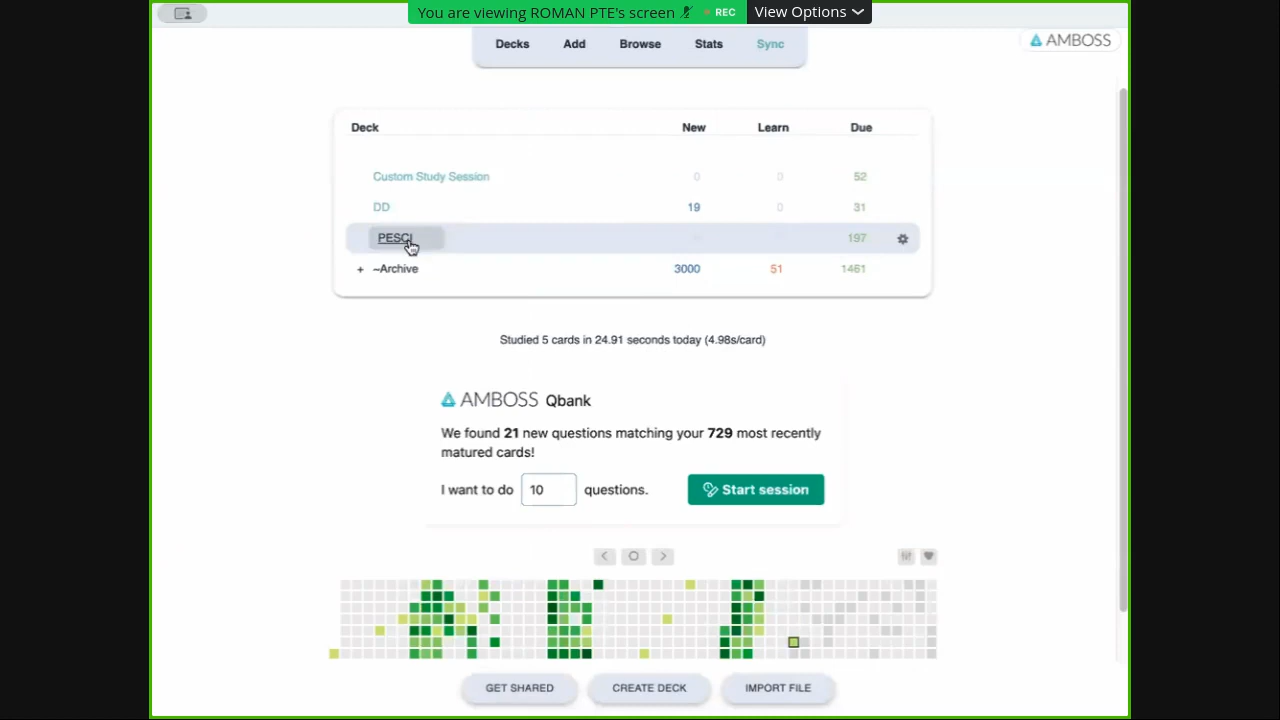 You are viewing ROMAN PTE's screen REC View Options
Decks Add Browse Stats Sync
AMBOSS
Deck New Learn Due
Custom Study Session 0 0 52
DD 19 0 31
PESCI 197
+ ~Archive 3000 51 1461
Studied 5 cards in 24.91 seconds today (4.98s/card)
AMBOSS Qbank
We found 21 new questions matching your 729 most recently
matured cards!
I want to do 10 questions. Start session
GET SHARED CREATE DECK IMPORT FILE